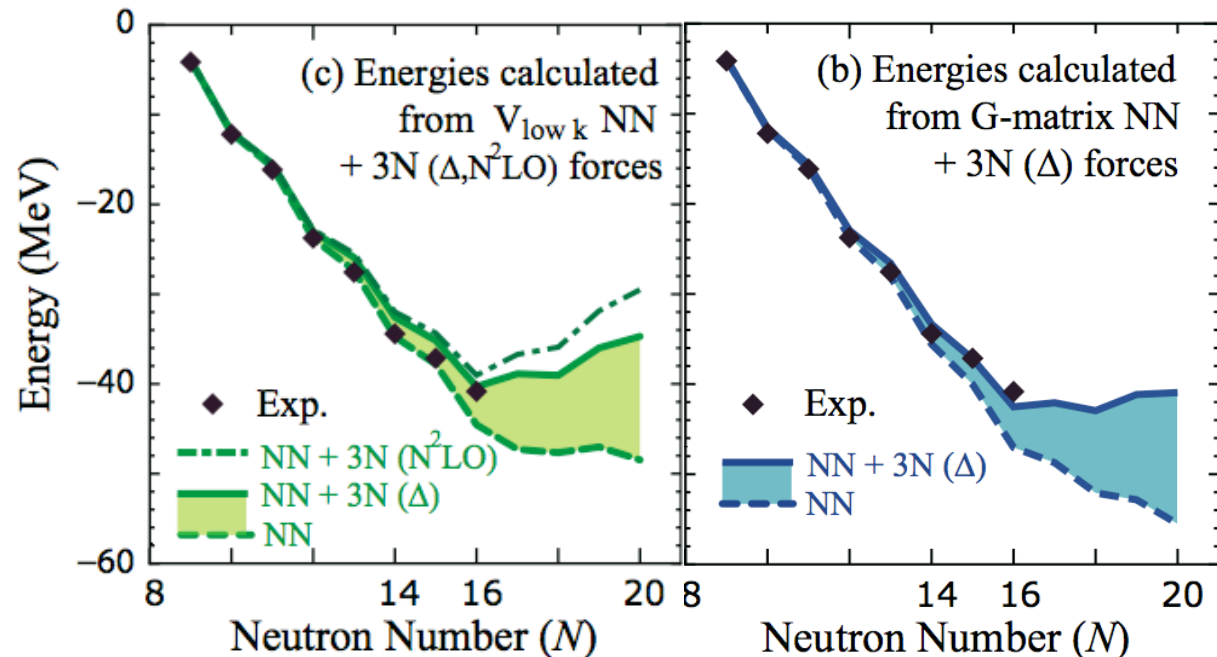 0
−20
−40
−60
Energy (MeV)
(c) Energies calculated
from V_low k NN
+ 3N (Δ,N²LO) forces
Exp.
NN + 3N (N²LO)
NN + 3N (Δ)
NN
8
14
16
20
Neutron Number (N)
(b) Energies calculated
from G-matrix NN
+ 3N (Δ) forces
Exp.
NN + 3N (Δ)
NN
8
14
16
20
Neutron Number (N)